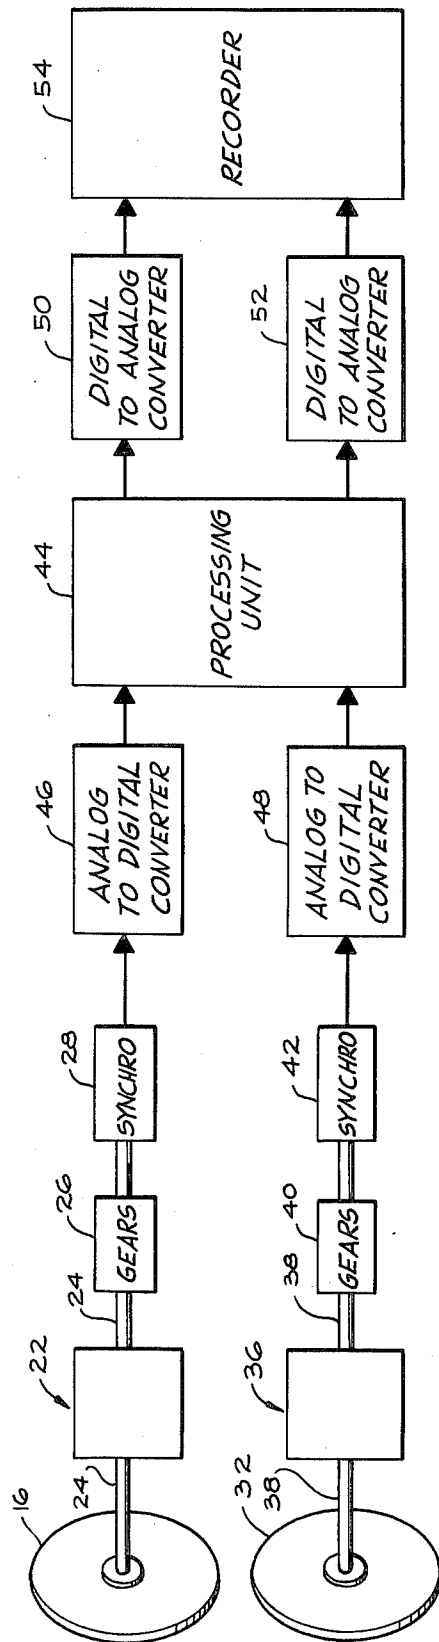 16
24
22
24
26
GEARS
28
SYNCHRO
46
ANALOG
TO DIGITAL
CONVERTER
44
PROCESSING
UNIT
50
DIGITAL
TO ANALOG
CONVERTER
54
RECORDER
32
38
36
38
40
GEARS
42
SYNCHRO
48
ANALOG TO
DIGITAL
CONVERTER
52
DIGITAL
TO ANALOG
CONVERTER